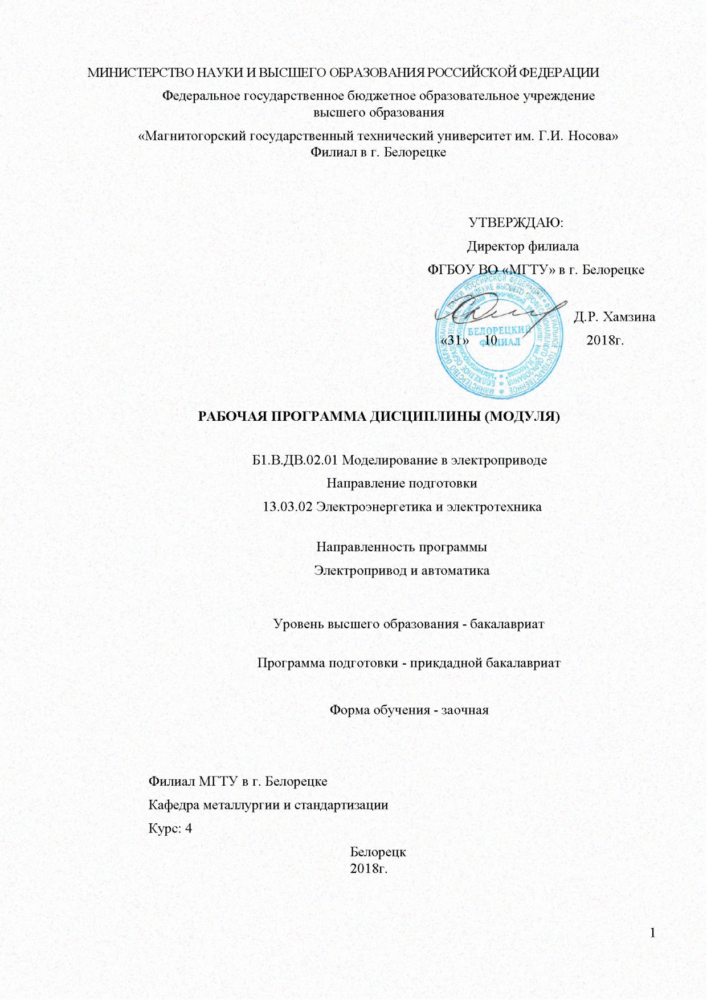 МИНИСТЕРСТВО НАУКИ И ВЫСШЕГО ОБРАЗОВАНИЯ РОССИЙСКОЙ ФЕДЕРАЦИИ
Федеральное государственное бюджетное образовательное учреждение
высшего образования
«Магнитогорский государственный технический университет им. Г.И. Носова»
Филиал в г. Белорецке
УТВЕРЖДАЮ:
Директор филиала
ФГБОУ ВО «МГТУ» в г. Белорецке
Д.Р. Хамзина
«31» 10 2018г.
БЕЛОРЕЦКИЙ
ФИЛИАЛ
РАБОЧАЯ ПРОГРАММА ДИСЦИПЛИНЫ (МОДУЛЯ)
Б1.В.ДВ.02.01 Моделирование в электроприводе
Направление подготовки
13.03.02 Электроэнергетика и электротехника
Направленность программы
Электропривод и автоматика
Уровень высшего образования - бакалавриат
Программа подготовки - прикдадной бакалавриат
Форма обучения - заочная
Филиал МГТУ в г. Белорецке
Кафедра металлургии и стандартизации
Курс: 4
Белорецк
2018г.
1